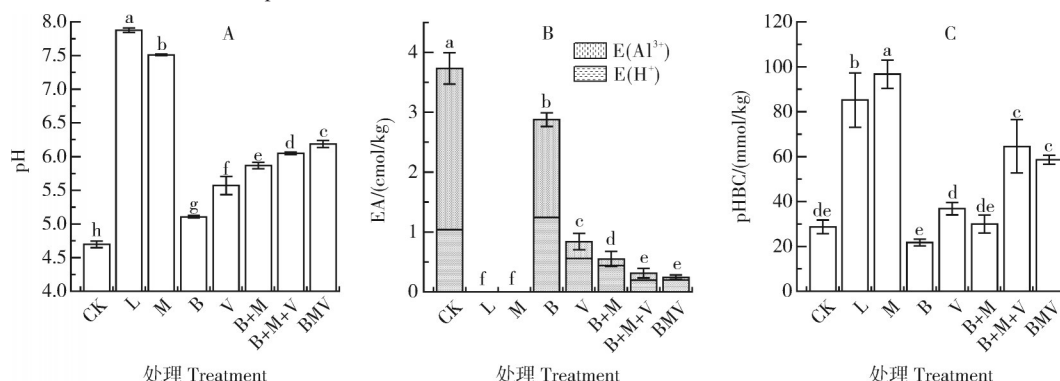 A
pH
8.0
7.5
7.0
6.5
6.0
5.5
5.0
4.5
4.0
h
a
b
g
f
e
d
c
CK
L
M
B
V
B+M
B+M+V
BMV
处理 Treatment
B
E(Al³⁺)
E(H⁺)
EA/(cmol/kg)
4
3
2
1
0
a
f
f
b
c
d
e
e
CK
L
M
B
V
B+M
B+M+V
BMV
处理 Treatment
C
pHBC/(mmol/kg)
120
100
80
60
40
20
0
de
b
a
e
d
de
c
c
CK
L
M
B
V
B+M
B+M+V
BMV
处理 Treatment